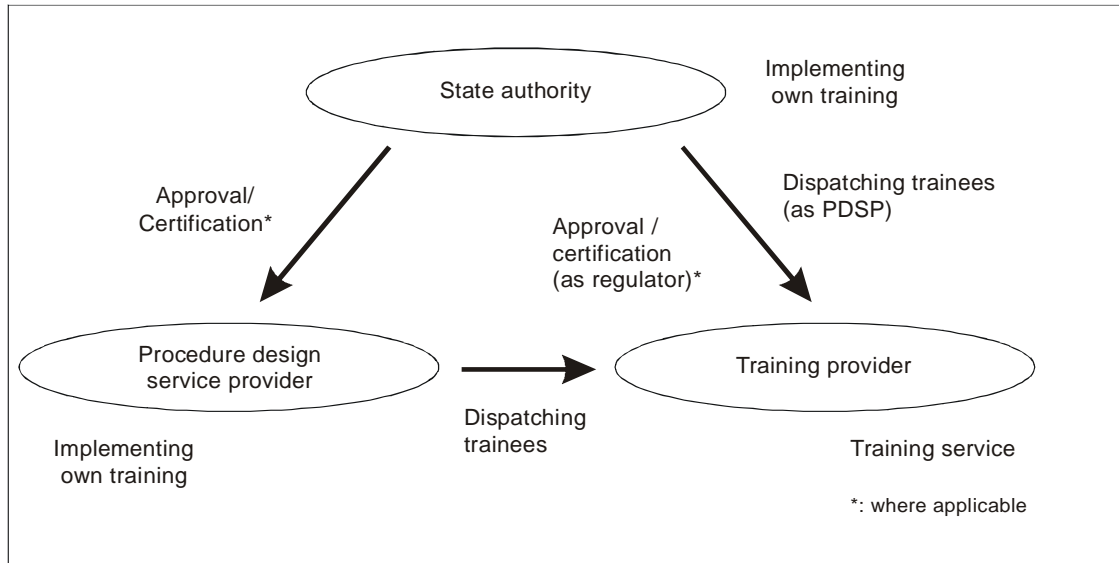 State authority
Implementing
own training
Approval/
Certification*
Dispatching trainees
(as PDSP)
Approval /
certification
(as regulator)*
Procedure design
service provider
Training provider
Dispatching
trainees
Implementing
own training
Training service
*: where applicable